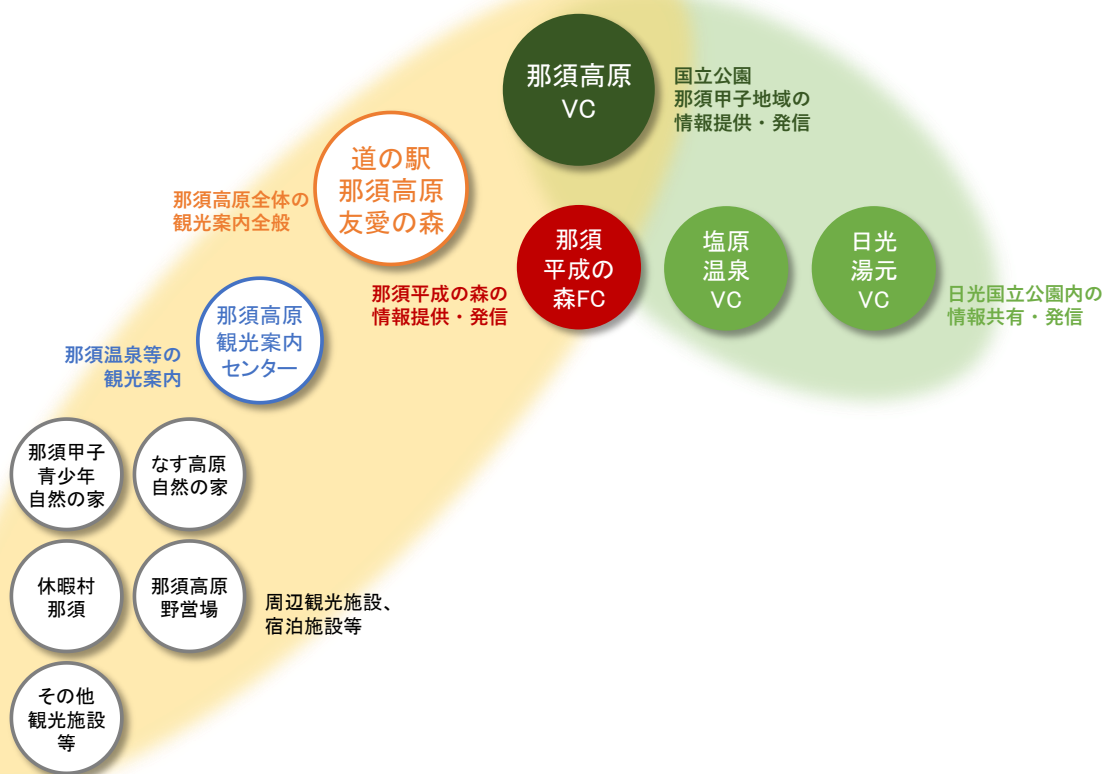 那須高原
VC
国立公園
那須甲子地域の
情報提供・発信
道の駅
那須高原
友愛の森
那須高原全体の
観光案内全般
那須
平成の
森FC
那須平成の森の
情報提供・発信
塩原
温泉
VC
日光
湯元
VC
日光国立公園内の
情報共有・発信
那須高原
観光案内
センター
那須温泉等の
観光案内
那須甲子
青少年
自然の家
なす高原
自然の家
休暇村
那須
那須高原
野営場
周辺観光施設、
宿泊施設等
その他
観光施設
等